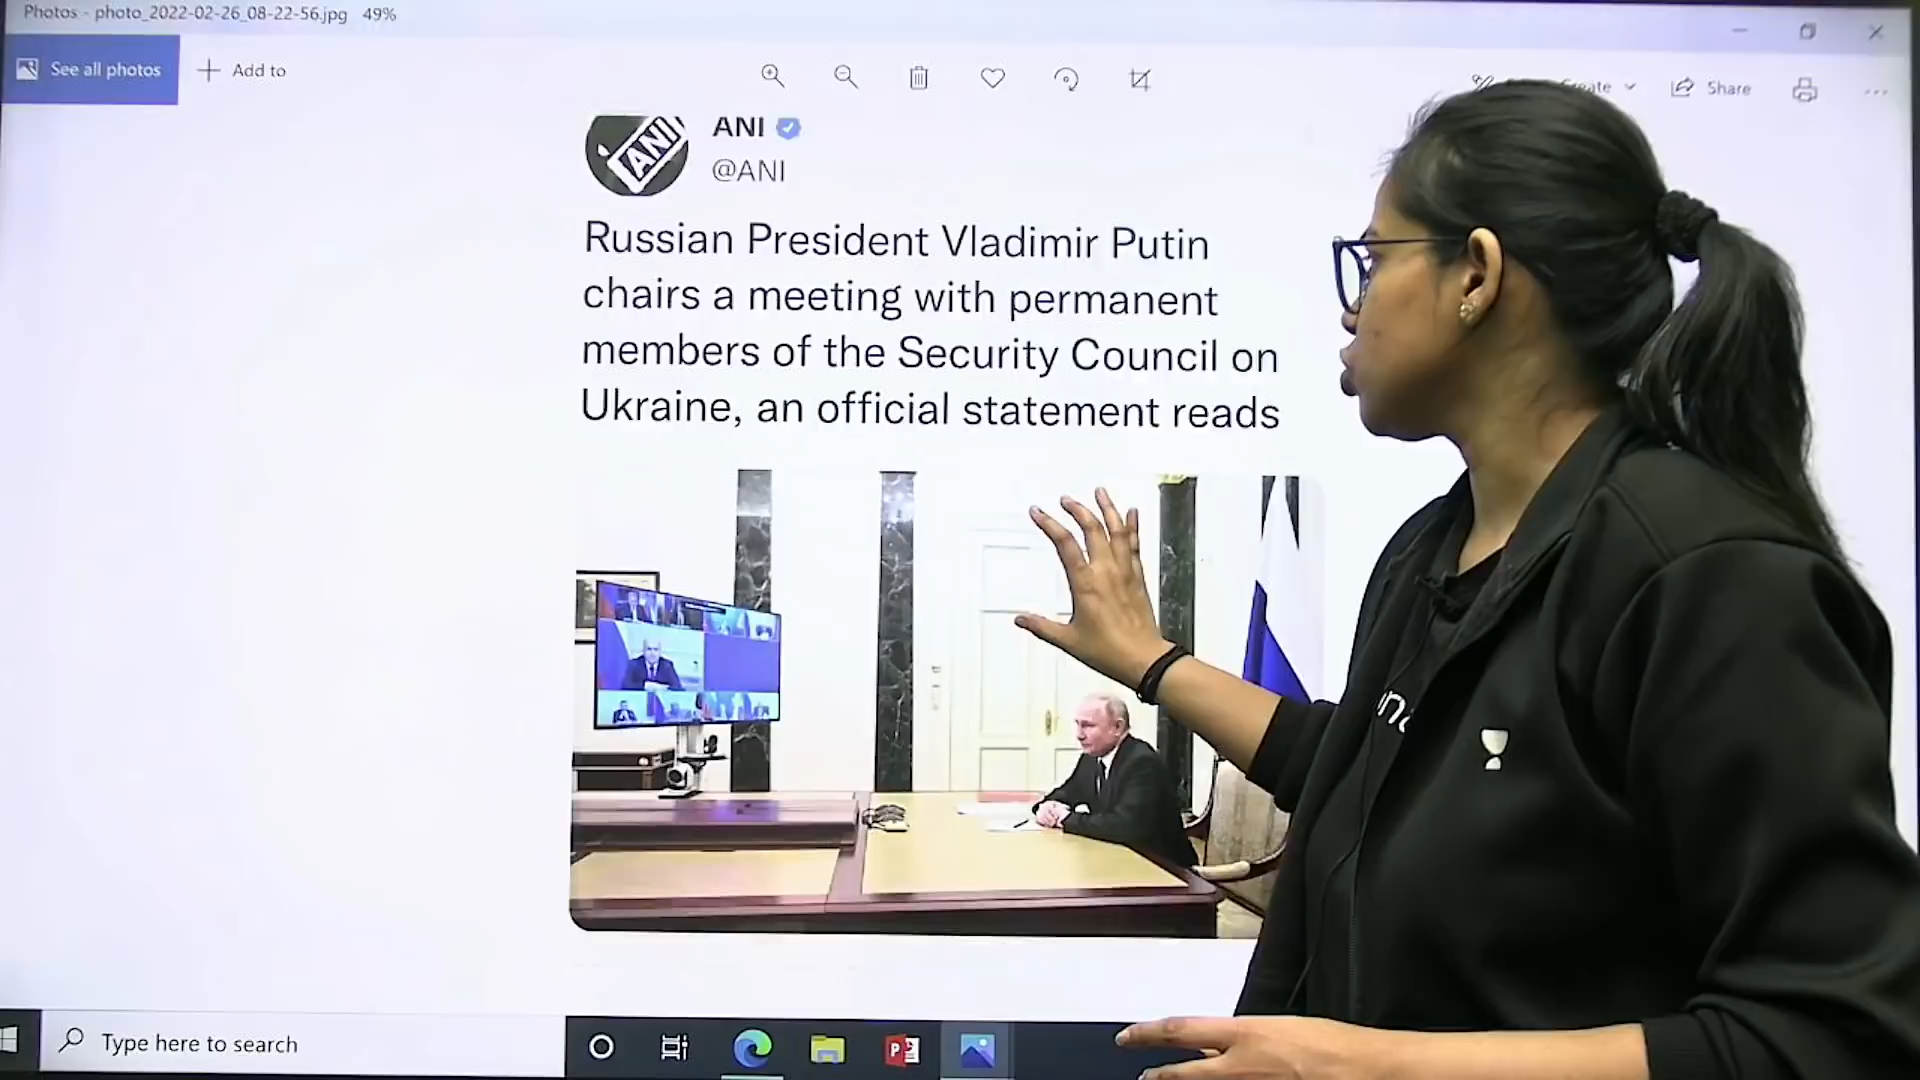 Photos - photo_2022-02-26_08-22-56.jpg 49%
See all photos
Add to
Share
ANI
ANI
@ANI
Russian President Vladimir Putin
chairs a meeting with permanent
members of the Security Council on
Ukraine, an official statement reads
Type here to search